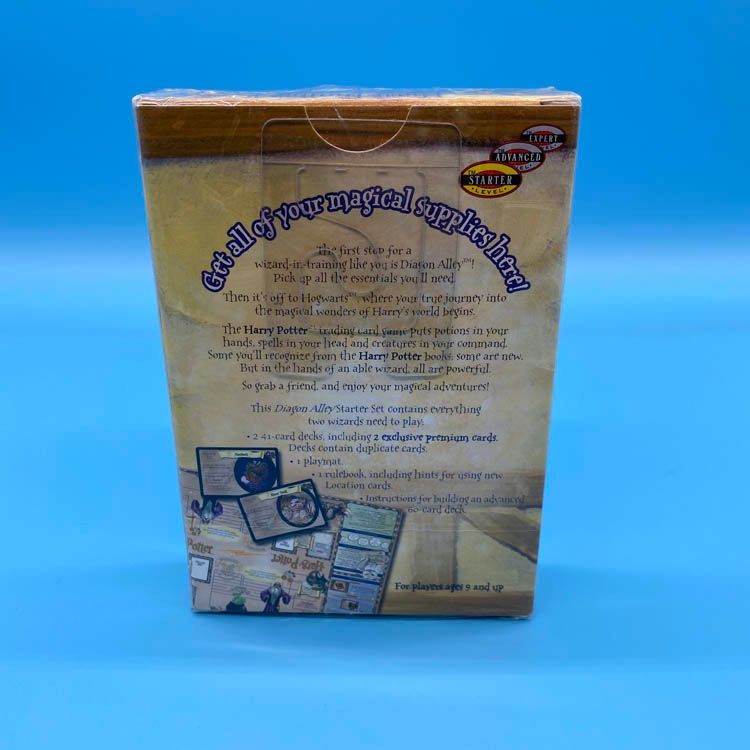 EXPERT
ADVANCED
STARTER
LEVEL
Get all of your magical supplies here!
The first step for a
wizard-in-training like you is Diagon Alley™!
Pick up all the essentials you'll need.
Then it's off to Hogwarts™, where your true journey into
the magical wonders of Harry's world begins.
The Harry Potter™ trading card game puts potions in your
hands, spells in your head and creatures in your command.
Some you'll recognize from the Harry Potter books; some are new.
But in the hands of an able wizard, all are powerful.
So grab a friend, and enjoy your magical adventures!
This Diagon Alley Starter Set contains everything
two wizards need to play:
• 2 41-card decks, including 2 exclusive premium cards.
Decks contain duplicate cards.
• 1 playmat.
• 1 rulebook, including hints for using new
Location cards.
• Instructions for building an advanced
60-card deck.
Harry Potter
For players ages 9 and up